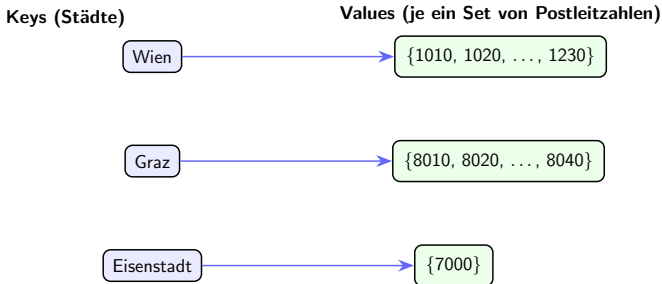 Keys (Städte)
Values (je ein Set von Postleitzahlen)
Wien
{1010, 1020, ..., 1230}
Graz
{8010, 8020, ..., 8040}
Eisenstadt
{7000}